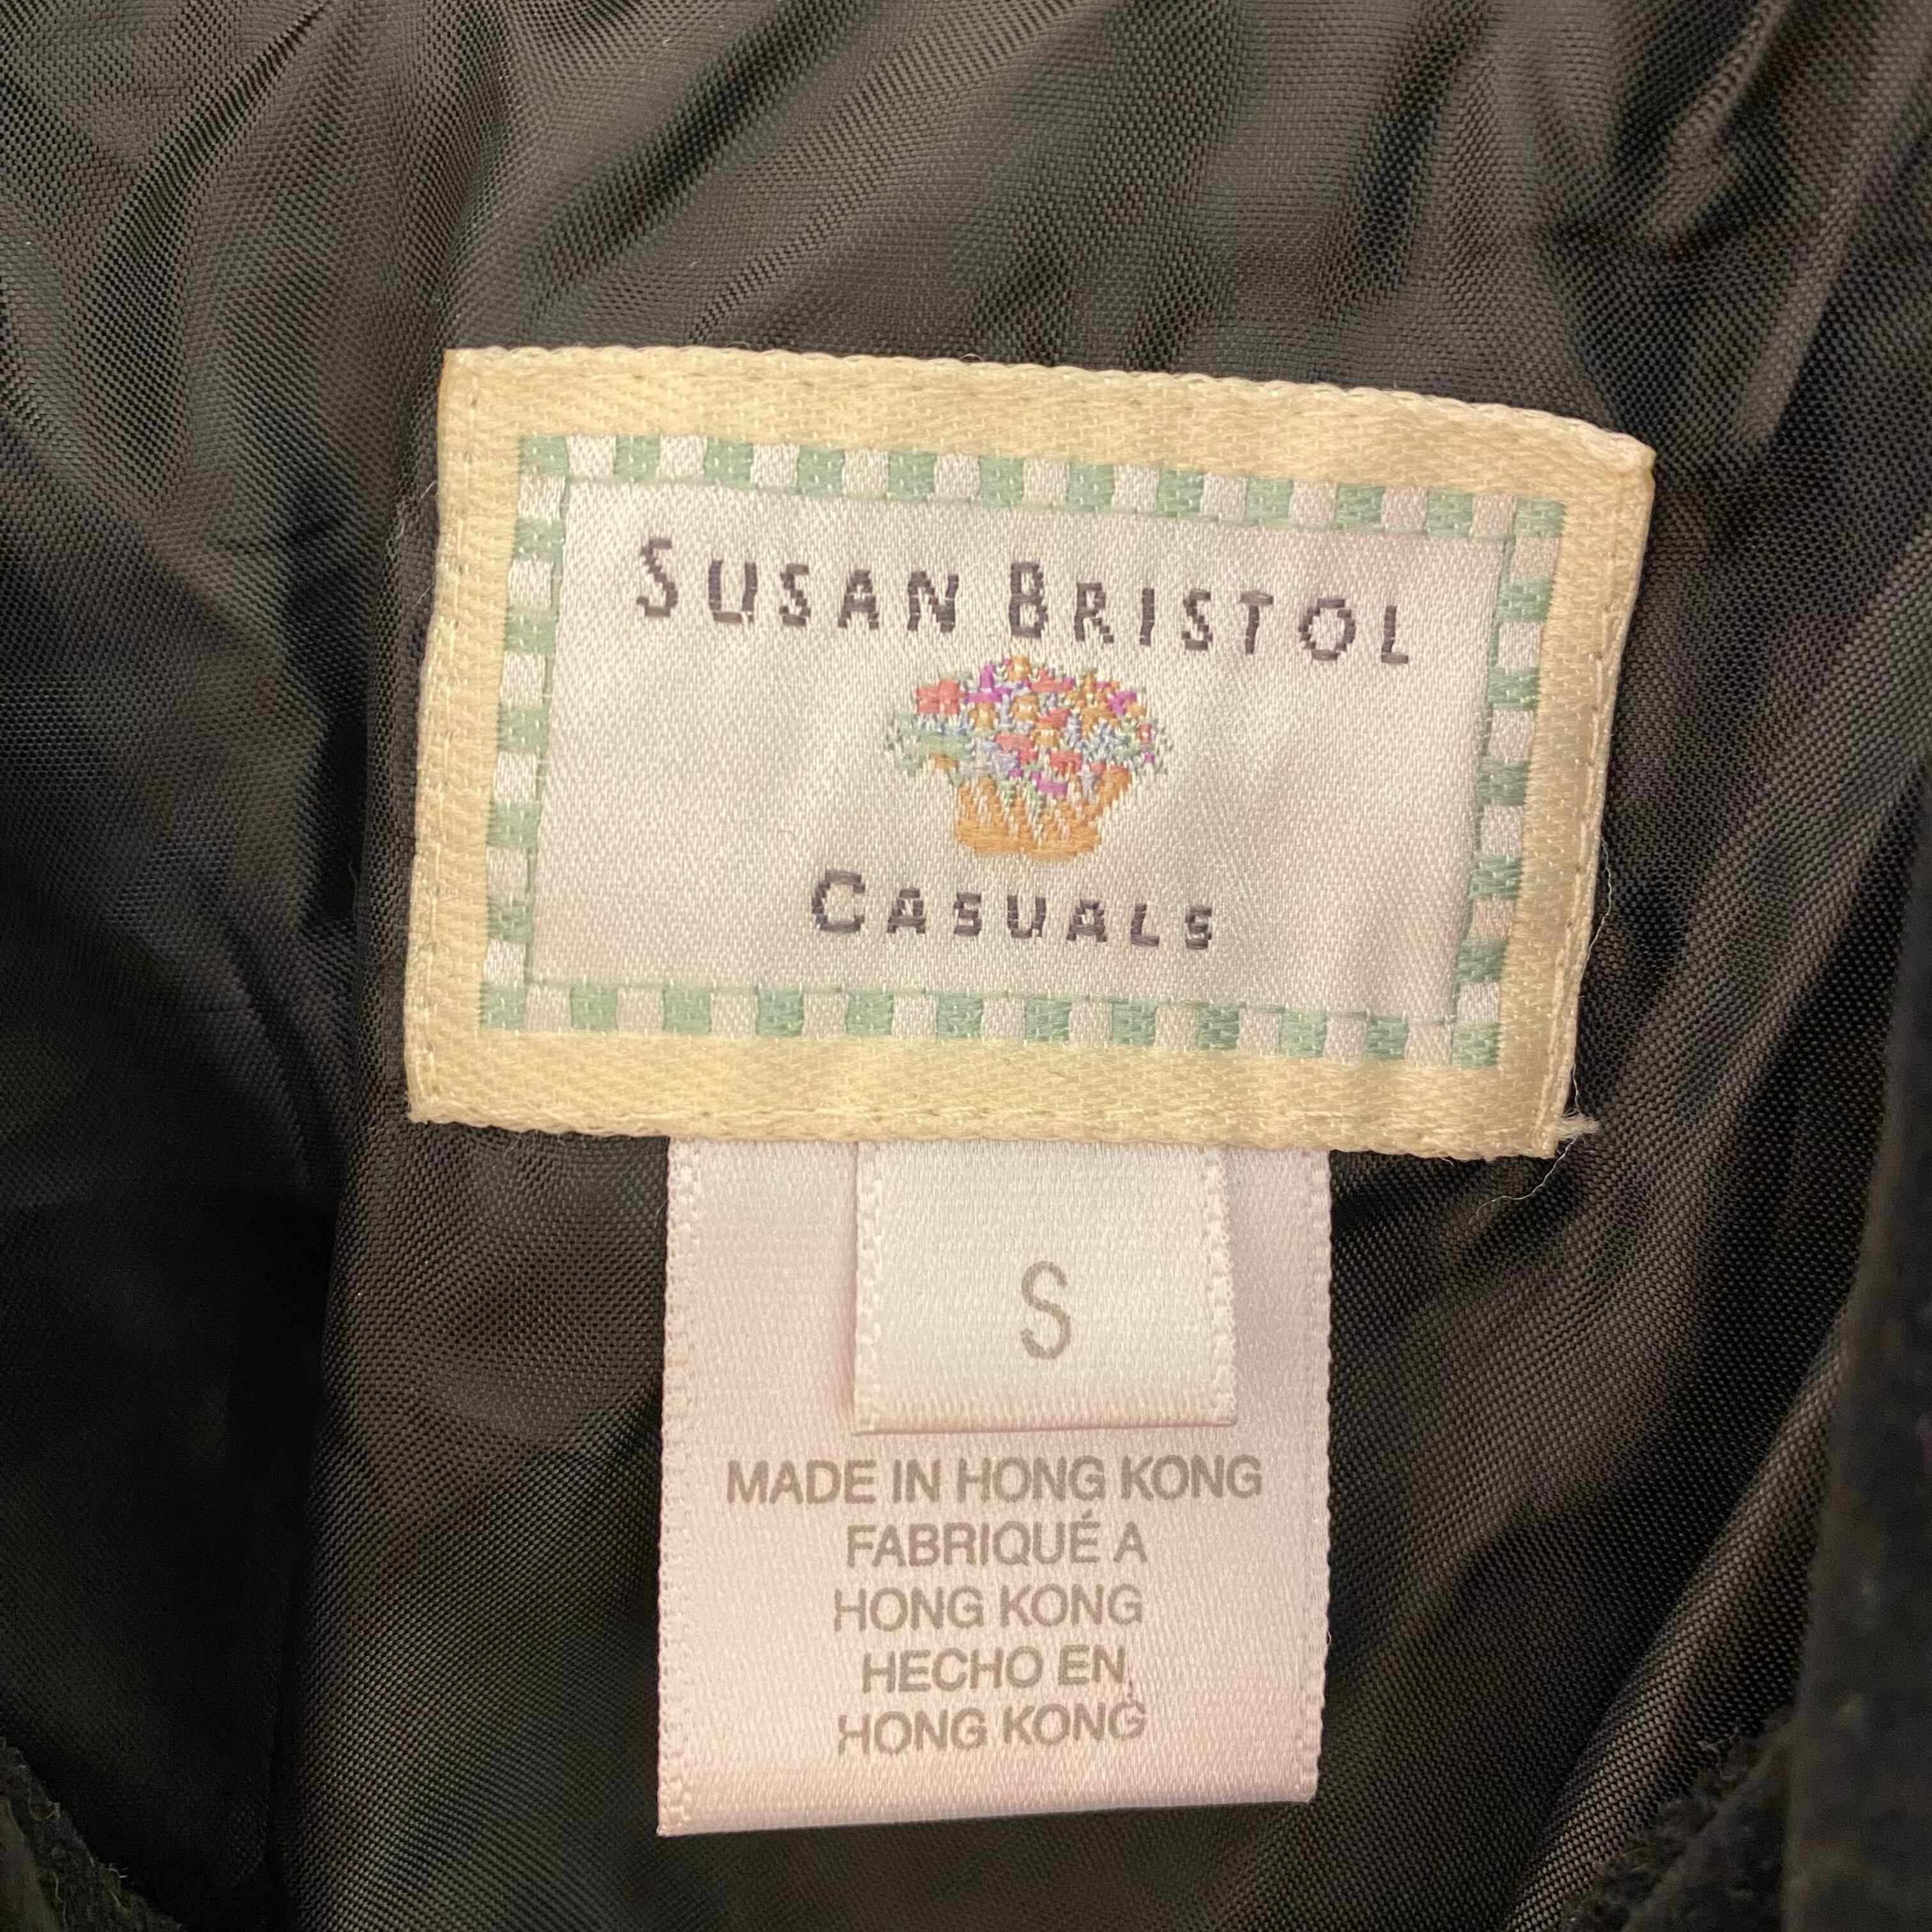 SUSAN BRISTOL
CASUALS
S
MADE IN HONG KONG
FABRIQUÉ A
HONG KONG
HECHO EN
HONG KONG